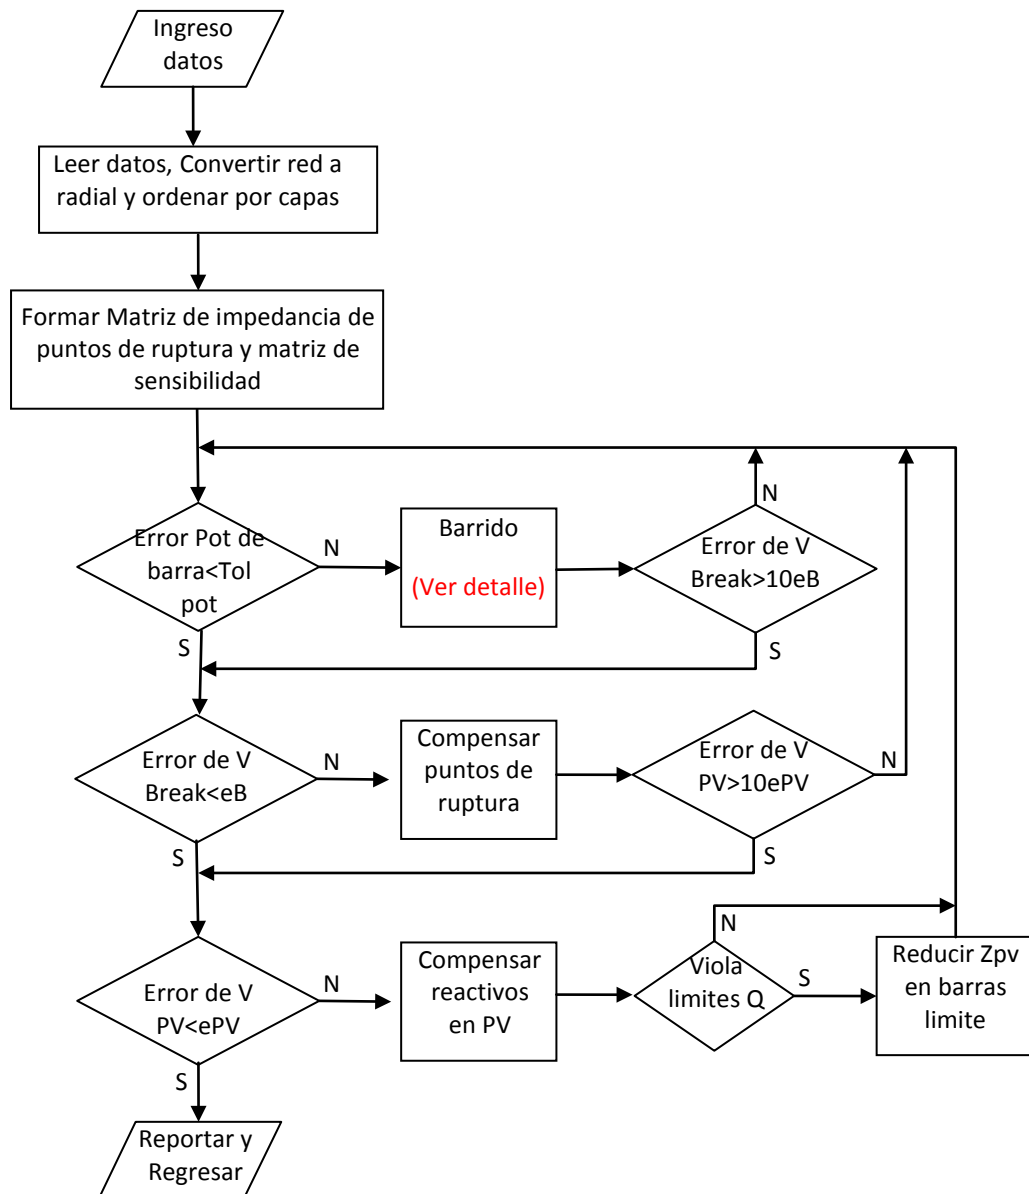 Ingreso
datos
Leer datos, Convertir red a
radial y ordenar por capas
Formar Matriz de impedancia de
puntos de ruptura y matriz de
sensibilidad
Error Pot de
barra<Tol
pot
N
S
Barrido
(Ver detalle)
Error de V
Break>10eB
N
S
Error de V
Break<eB
N
S
Compensar
puntos de
ruptura
Error de V
PV>10ePV
N
S
Error de V
PV<ePV
N
S
Compensar
reactivos
en PV
Viola
limites Q
N
S
Reducir Zpv
en barras
limite
Reportar y
Regresar